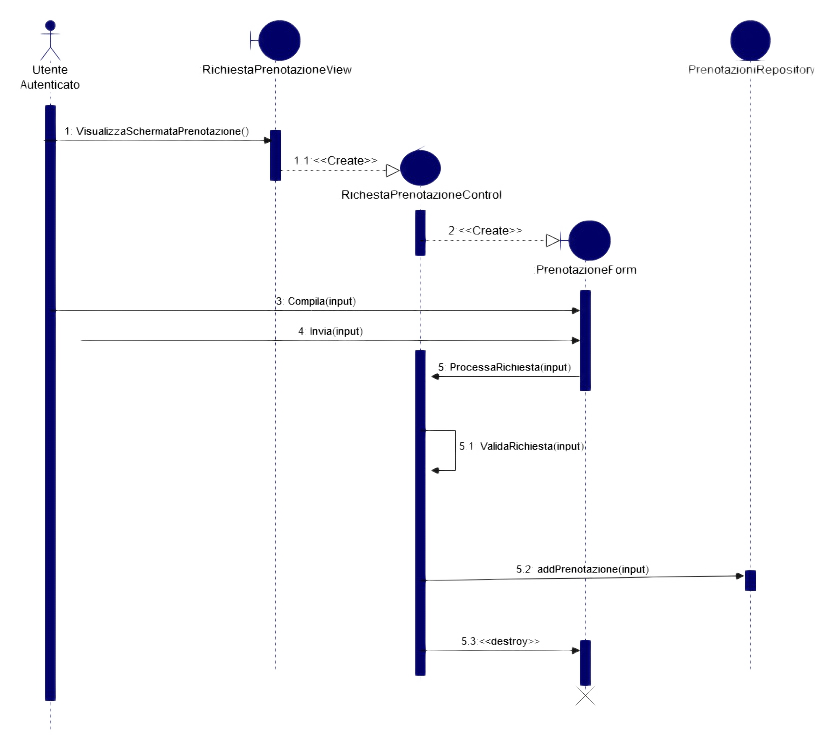 Utente
Autenticato
RichiestaPrenotazioneView
PrenotazioniRepository
1: VisualizzaSchermataPrenotazione()
1.1:<<Create>>
RichestaPrenotazioneControl
2:<<Create>>
PrenotazioneForm
3: Compila(input)
4: Invia(input)
5: ProcessaRichiesta(input)
5.1: ValidaRichiesta(input)
5.2: addPrenotazione(input)
5.3:<<destroy>>